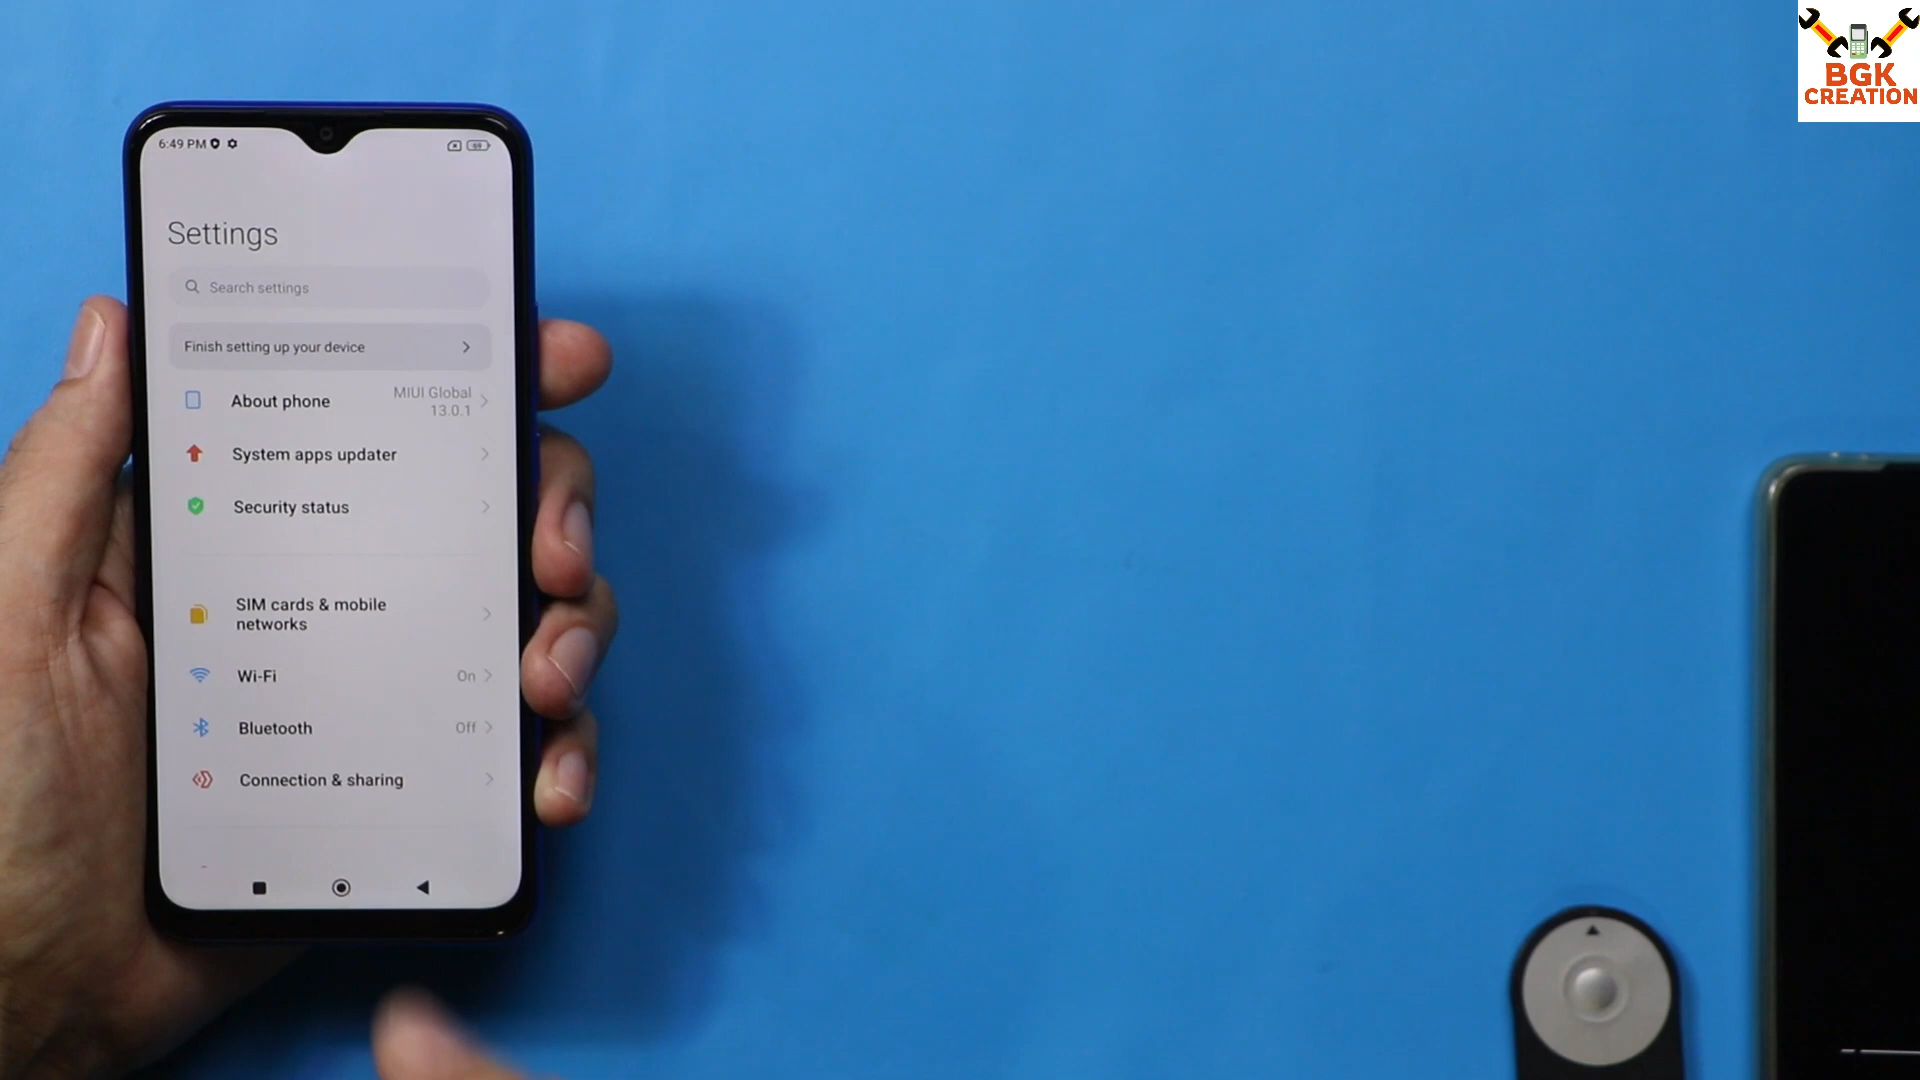 BGK
CREATION
6:49 PM
69
Settings
Search settings
Finish setting up your device
About phone
MIUI Global
13.0.1
System apps updater
Security status
SIM cards & mobile
networks
Wi-Fi
On
Bluetooth
Off
Connection & sharing